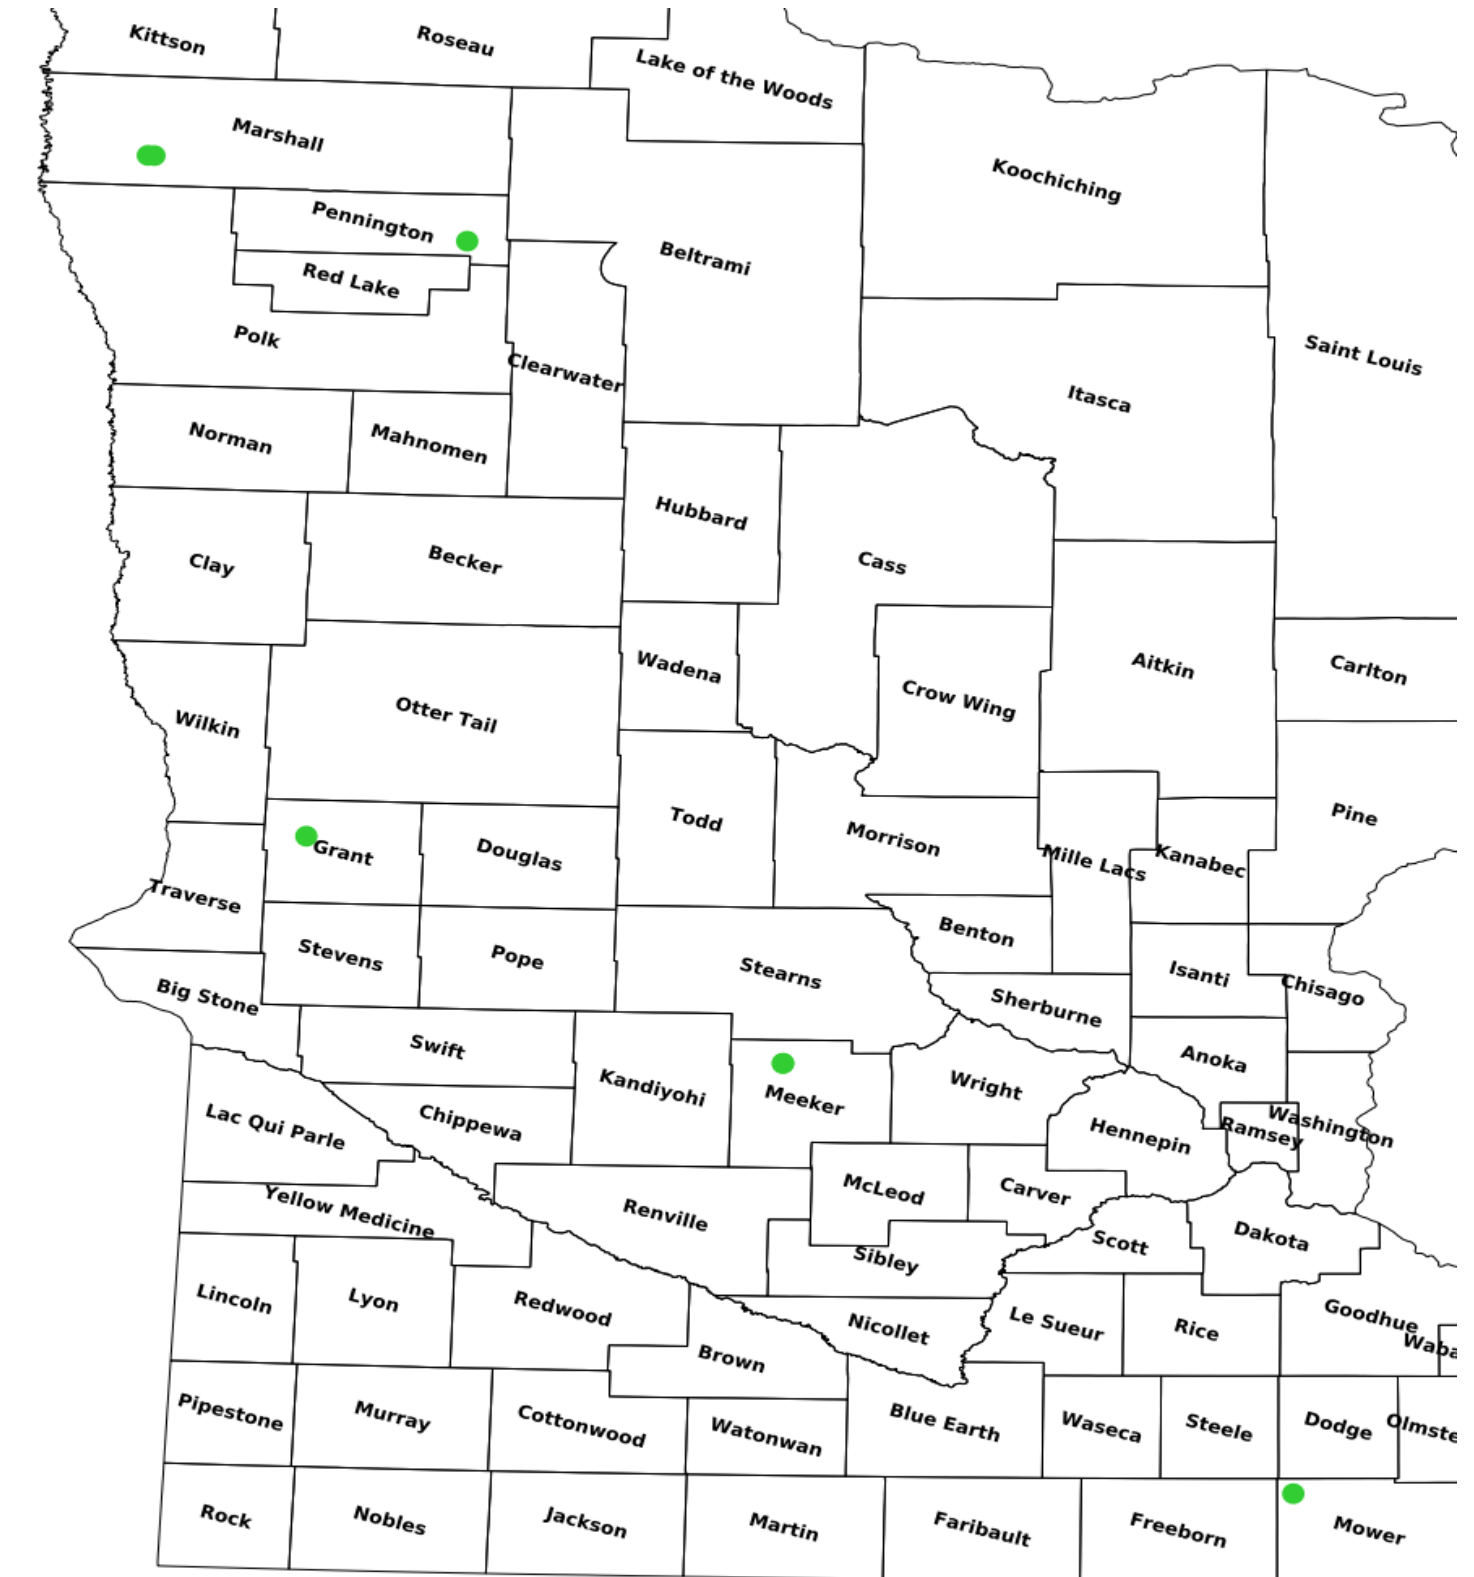 Kittson
Roseau
Lake of the Woods
Marshall
Koochiching
Pennington
Beltrami
Red Lake
Polk
Clearwater
Saint Louis
Itasca
Norman
Mahnomen
Hubbard
Clay
Becker
Cass
Wadena
Aitkin
Carlton
Crow Wing
Otter Tail
Wilkin
Todd
Pine
Morrison
Grant
Douglas
Mille Lacs
Kanabec
Traverse
Benton
Stevens
Pope
Stearns
Isanti
Chisago
Big Stone
Sherburne
Swift
Anoka
Kandiyohi
Meeker
Wright
Lac Qui Parle
Chippewa
Hennepin
Ramsey
Washington
McLeod
Carver
Yellow Medicine
Renville
Scott
Dakota
Sibley
Lincoln
Lyon
Redwood
Nicollet
Le Sueur
Rice
Goodhue
Waba
Brown
Pipestone
Murray
Cottonwood
Watonwan
Blue Earth
Waseca
Steele
Dodge
Olmste
Rock
Nobles
Jackson
Martin
Faribault
Freeborn
Mower